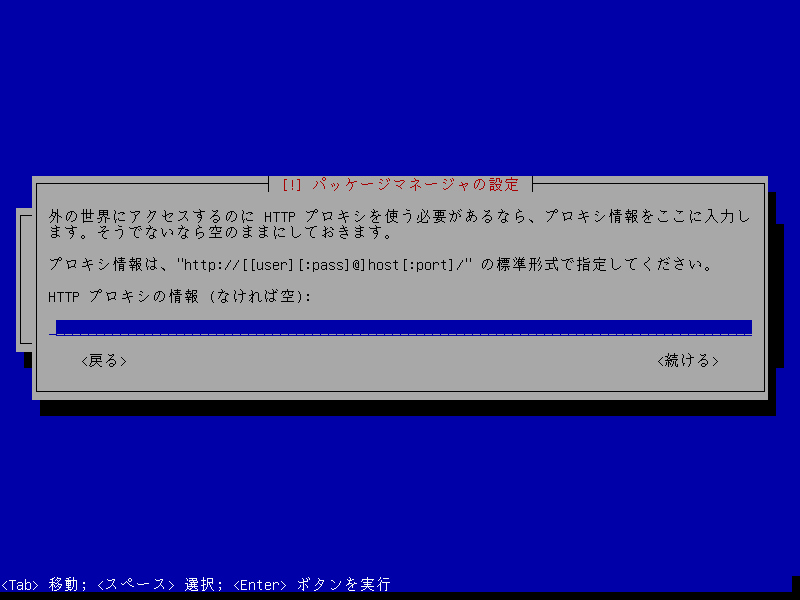 [!] パッケージマネージャの設定
外の世界にアクセスするのに HTTP プロキシを使う必要があるなら、プロキシ情報をここに入力し
ます。そうでないなら空のままにしておきます。
プロキシ情報は、"http://[[user][:pass]@]host[:port]/" の標準形式で指定してください。
HTTP プロキシの情報 (なければ空):
<戻る> <続ける>
<Tab> 移動; <スペース> 選択; <Enter> ボタンを実行